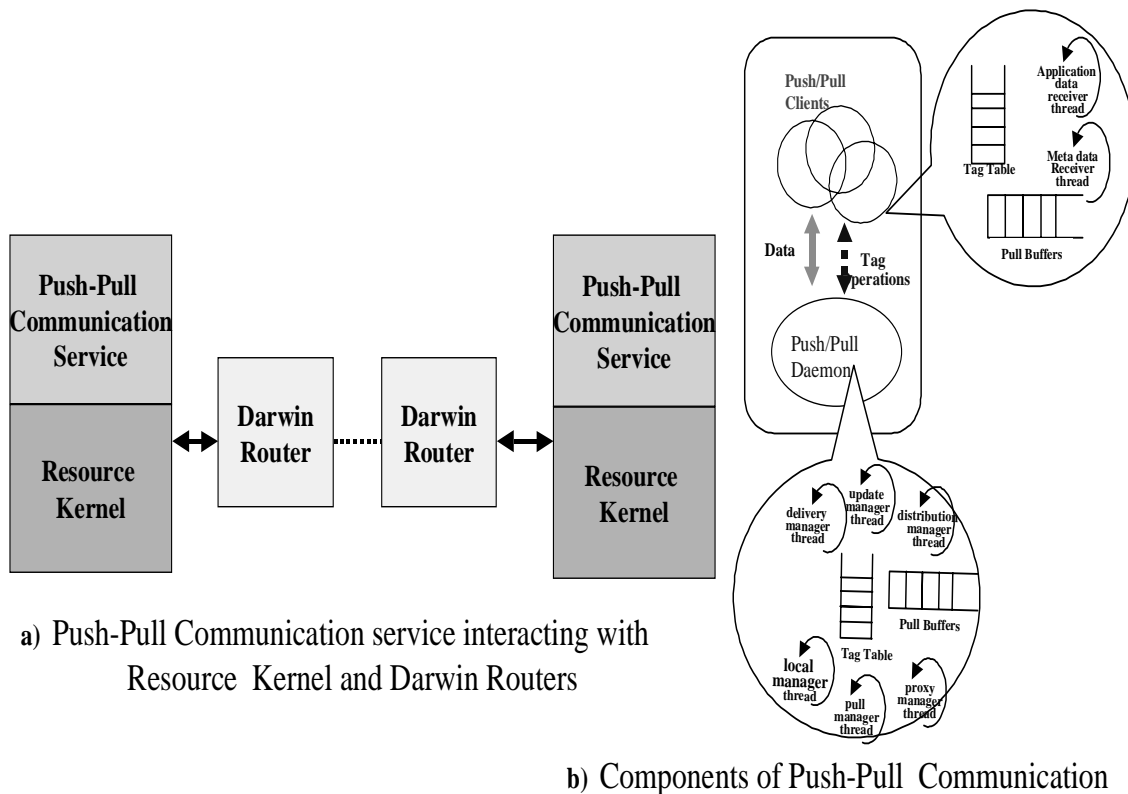 Push-Pull
Communication
Service
Resource
Kernel
Darwin
Router
Darwin
Router
Push-Pull
Communication
Service
Resource
Kernel
a) Push-Pull Communication service interacting with
Resource Kernel and Darwin Routers
Push/Pull
Clients
Data
Tag
Operations
Push/Pull
Daemon
Application
data
receiver
thread
Meta data
Receiver
thread
Tag Table
Pull Buffers
delivery
manager
thread
update
manager
thread
distribution
manager
thread
Pull Buffers
Tag Table
local
manager
thread
pull
manager
thread
proxy
manager
thread
b) Components of Push-Pull Communication